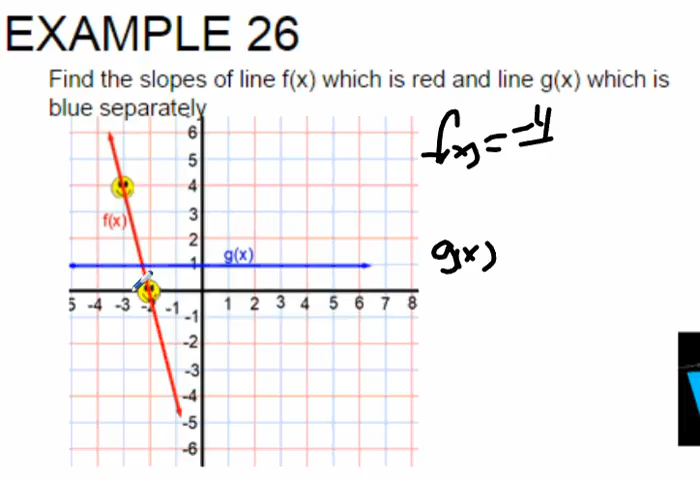 EXAMPLE 26
Find the slopes of line f(x) which is red and line g(x) which is
blue separately
f(x) = -4
g(x)
6
5
4
f(x)
3
2
g(x)
1
5 -4 -3 -2 -1 1 2 3 4 5 6 7 8
-1
-2
-3
-4
-5
-6